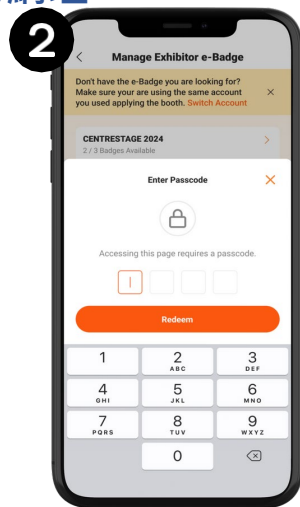 2
Manage Exhibitor e-Badge
Don't have the e-Badge you are looking for?
Make sure your are using the same
account
you used applying the booth. Switch
Account
CENTRESTAGE 2024
2 / 3 Badges Available
Enter Passcode
Accessing this page requires a passcode.
Redeem
1
2
ABC
3
DEF
4
GHI
5
JKL
6
MNO
7
PQRS
8
TUV
9
WXYZ
0